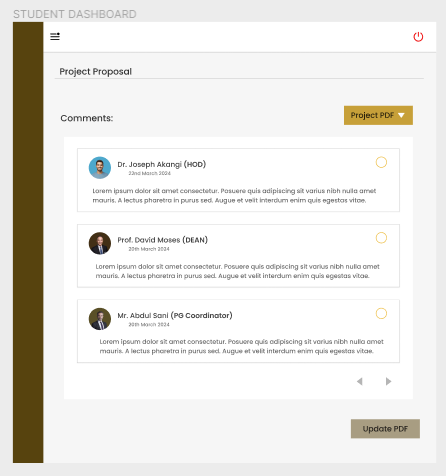 STUDENT DASHBOARD
Project Proposal
Comments:
Project PDF
Dr. Joseph Akangi (HOD)
22nd March 2024
Lorem ipsum dolor sit amet consectetur. Posuere quis adipiscing sit varius nibh nulla amet
mauris. A lectus pharetra in purus sed. Augue et velit interdum enim quis egestas vitae.
Prof. David Moses (DEAN)
20th March 2024
Lorem ipsum dolor sit amet consectetur. Posuere quis adipiscing sit varius nibh nulla amet
mauris. A lectus pharetra in purus sed. Augue et velit interdum enim quis egestas vitae.
Mr. Abdul Sani (PG Coordinator)
20th March 2024
Lorem ipsum dolor sit amet consectetur. Posuere quis adipiscing sit varius nibh nulla amet
mauris. A lectus pharetra in purus sed. Augue et velit interdum enim quis egestas vitae.
Update PDF